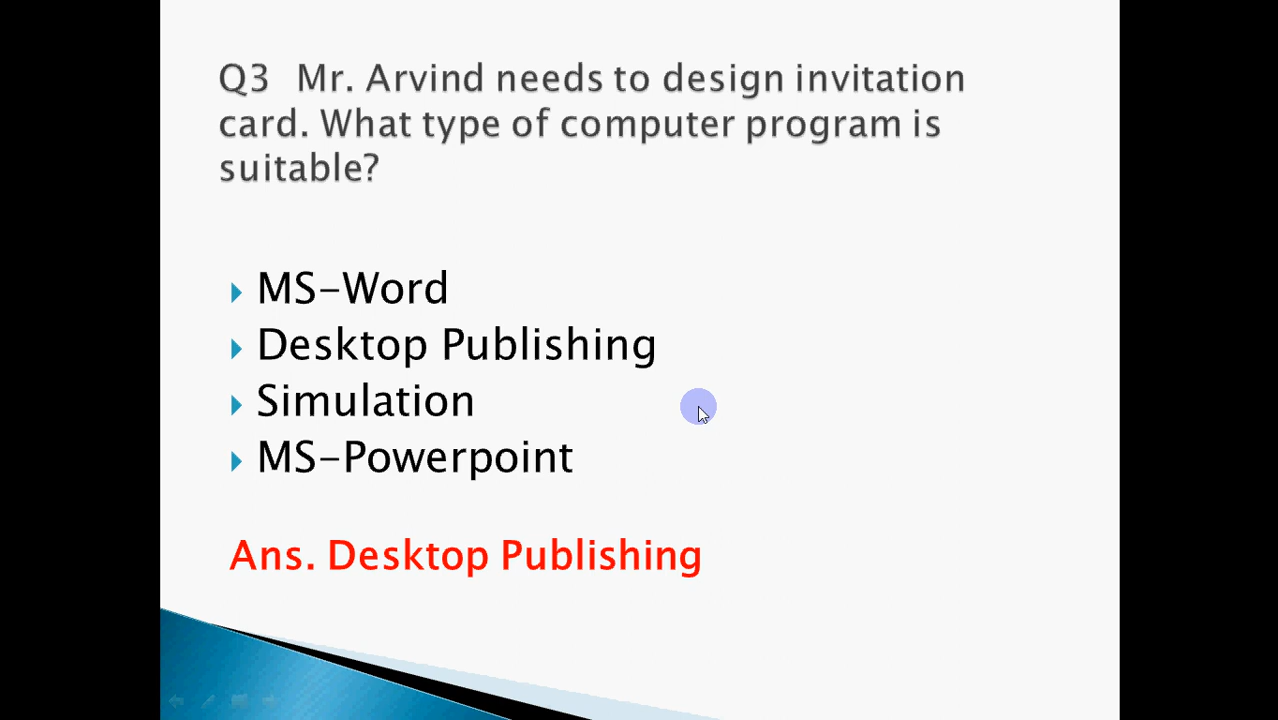 Q3 Mr. Arvind needs to design invitation
card. What type of computer program is
suitable?
MS-Word
Desktop Publishing
Simulation
MS-Powerpoint
Ans. Desktop Publishing